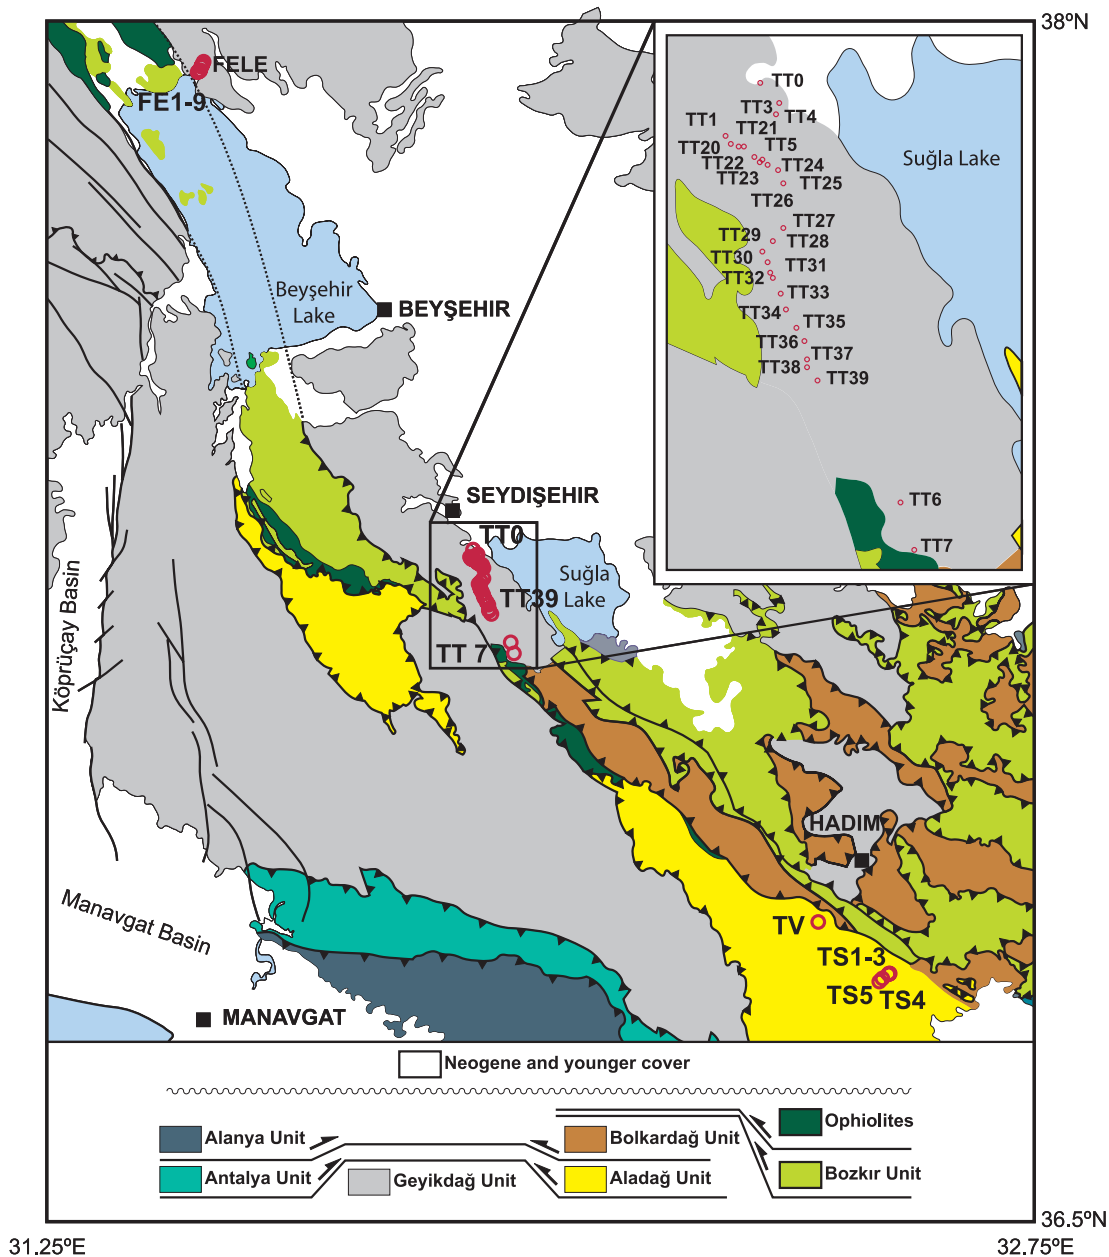 38ºN
FELE
FE1-9
TT0
TT3
TT4
TT1
TT21
TT20
TT5
TT22
TT24
TT23
TT25
TT26
TT27
TT29
TT28
TT30
TT31
TT32
TT33
TT34
TT35
TT36
TT37
TT38
TT39
TT6
TT7
Suğla Lake
Beyşehir
Lake
BEYŞEHIR
SEYDIŞEHIR
TT0
Suğla
Lake
TT39
TT 7
Köprüçay Basin
HADIM
TV
TS1-3
TS5
TS4
Manavgat Basin
MANAVGAT
Neogene and younger cover
Alanya Unit
Bolkardağ Unit
Ophiolites
Antalya Unit
Geyikdağ Unit
Aladağ Unit
Bozkır Unit
36.5ºN
31.25ºE
32.75ºE